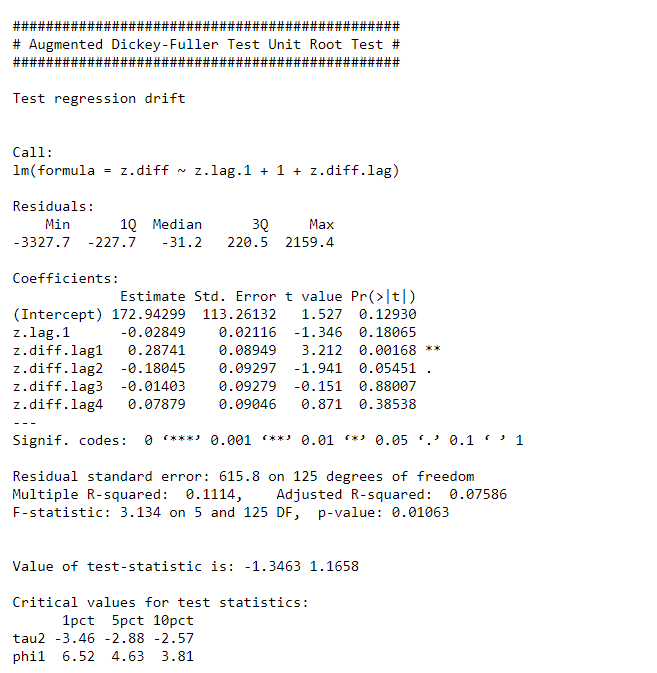 ###############################################
# Augmented Dickey-Fuller Test Unit Root Test #
###############################################
Test regression drift
Call:
lm(formula = z.diff ~ z.lag.1 + 1 + z.diff.lag)
Residuals:
    Min      1Q  Median      3Q     Max
-3327.7  -227.7   -31.2   220.5  2159.4
Coefficients:
             Estimate Std. Error t value Pr(>|t|)
(Intercept) 172.94299  113.26132   1.527  0.12930
z.lag.1      -0.02849    0.02116  -1.346  0.18065
z.diff.lag1   0.28741    0.08949   3.212  0.00168 **
z.diff.lag2  -0.18045    0.09297  -1.941  0.05451 .
z.diff.lag3  -0.01403    0.09279  -0.151  0.88007
z.diff.lag4   0.07879    0.09046   0.871  0.38538
---
Signif. codes:  0 ‘***’ 0.001 ‘**’ 0.01 ‘*’ 0.05 ‘.’ 0.1 ‘ ’ 1
Residual standard error: 615.8 on 125 degrees of freedom
Multiple R-squared:  0.1114,    Adjusted R-squared:  0.07586
F-statistic: 3.134 on 5 and 125 DF,  p-value: 0.01063
Value of test-statistic is: -1.3463 1.1658
Critical values for test statistics:
      1pct  5pct 10pct
tau2 -3.46 -2.88 -2.57
phi1  6.52  4.63  3.81